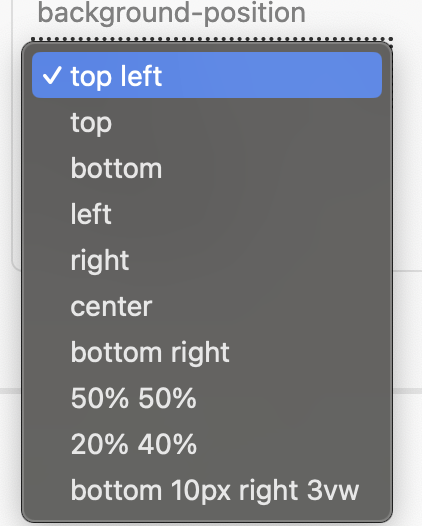 background-position
✓ top left
top
bottom
left
right
center
bottom right
50% 50%
20% 40%
bottom 10px right 3vw